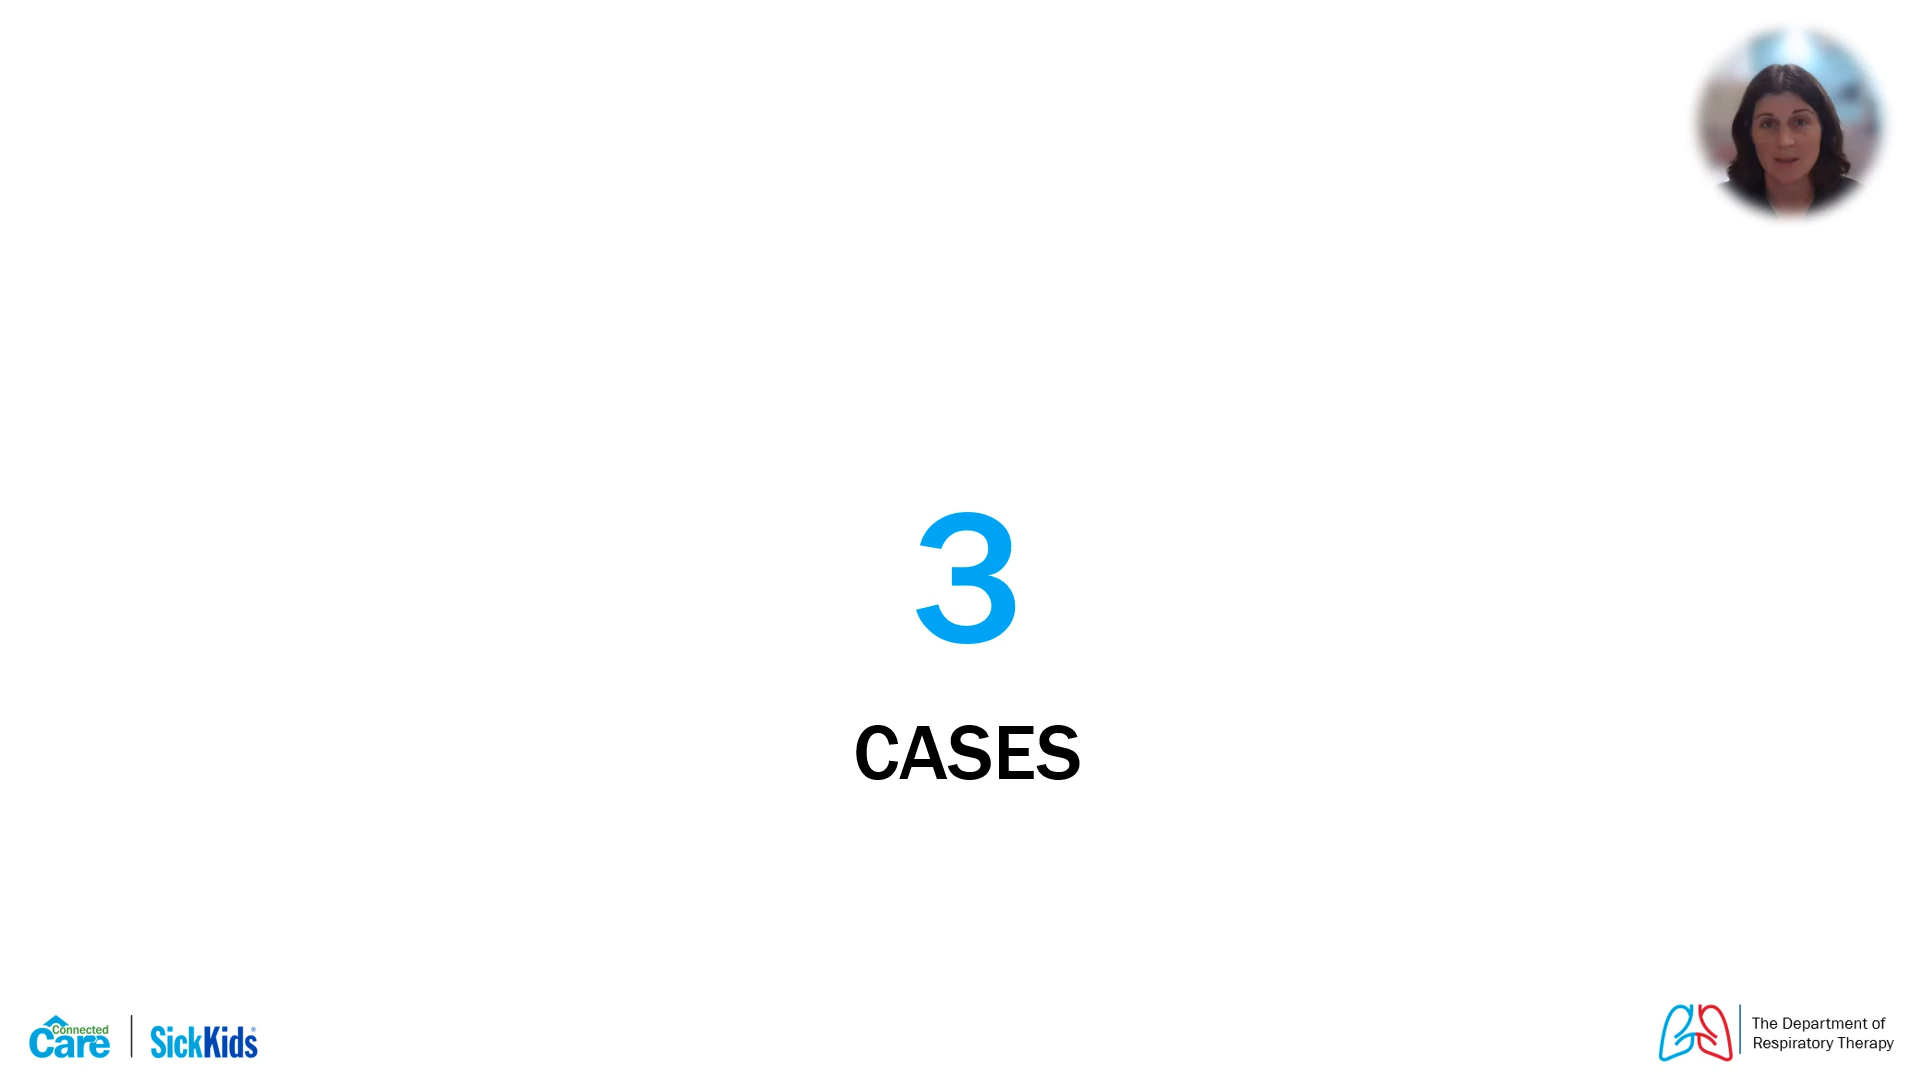 3
CASES
Connected
Care
SickKids®
The Department of
Respiratory Therapy